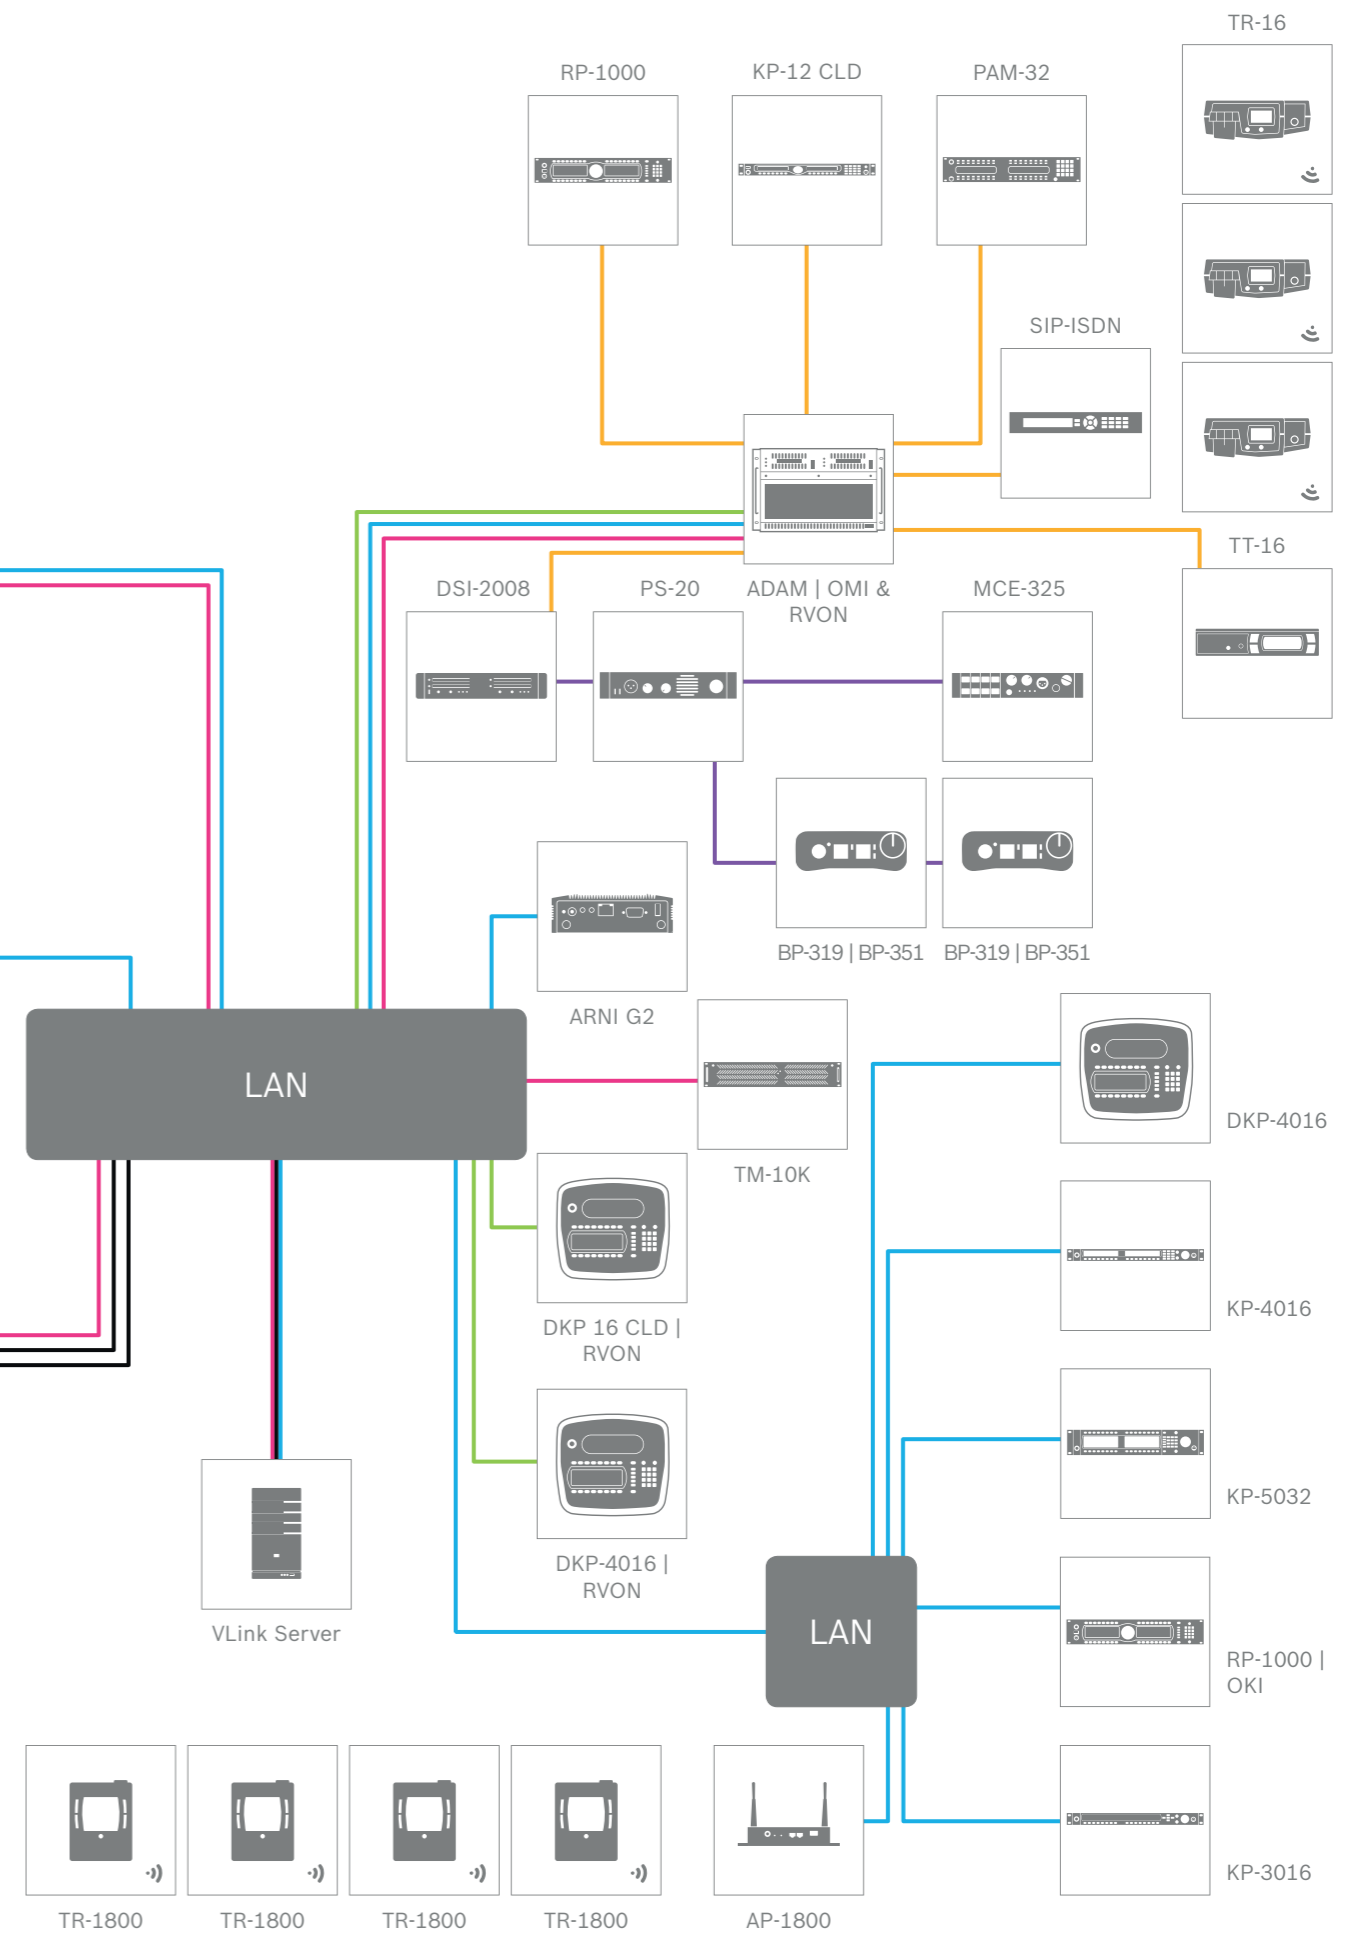 TR-16
RP-1000
KP-12 CLD
PAM-32
SIP-ISDN
TT-16
DSI-2008
PS-20
ADAM | OMI &
RVON
MCE-325
BP-319 | BP-351
BP-319 | BP-351
ARNI G2
LAN
TM-10K
DKP-4016
DKP 16 CLD |
RVON
KP-4016
KP-5032
DKP-4016 |
RVON
VLink Server
LAN
RP-1000 |
OKI
KP-3016
TR-1800
TR-1800
TR-1800
TR-1800
AP-1800